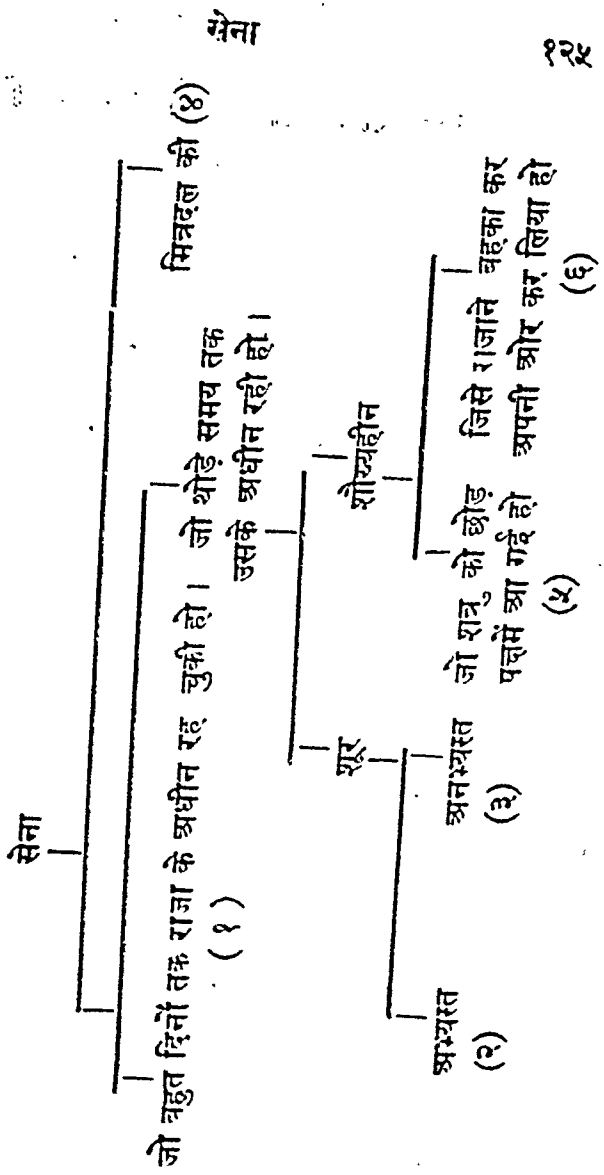 सेना
१२५
सेना
मित्रदल की (४)
जो बहुत दिनों तक राजा के अधीन रह चुकी हो ।
(१)
जो थोड़े समय तक
उसके अधीन रही हो ।
शूर
शौर्य्यहीन
अभ्यस्त
(२)
अनभ्यस्त
(३)
जो शत्रु को छोड़
पक्षमें आ गई हो
(५)
जिसे राजाने बहका कर
अपनी ओर कर लिया हो
(६)